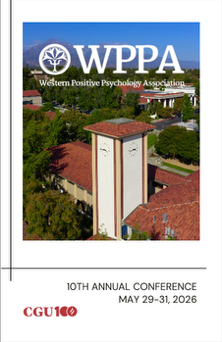 WPPA
Western Positive Psychology Association
10TH ANNUAL CONFERENCE
MAY 29-31, 2026
CGU100